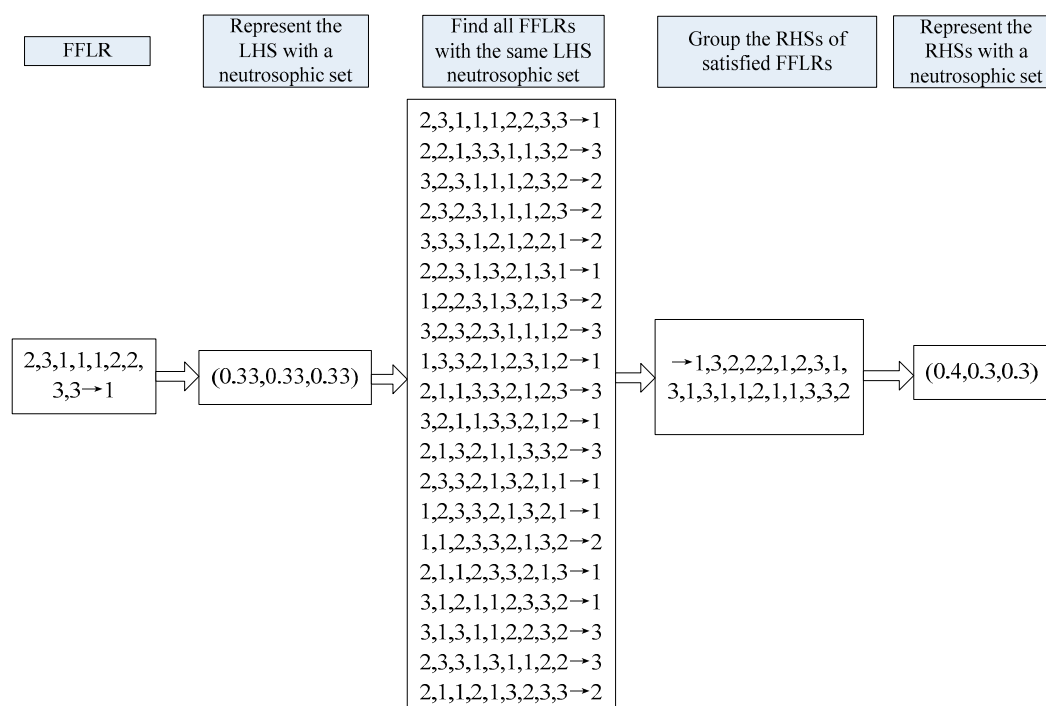 FFLR
Represent the
LHS with a
neutrosophic set
Find all FFLRs
with the same LHS
neutrosophic set
Group the RHSs of
satisfied FFLRs
Represent the
RHSs with a
neutrosophic set
2,3,1,1,1,2,2,
3,3→1
(0.33,0.33,0.33)
2,3,1,1,1,2,2,3,3→1
2,2,1,3,3,1,1,3,2→3
3,2,3,1,1,1,2,3,2→2
2,3,2,3,1,1,1,2,3→2
3,3,3,1,2,1,2,2,1→2
2,2,3,1,3,2,1,3,1→1
1,2,2,3,1,3,2,1,3→2
3,2,3,2,3,1,1,1,2→3
1,3,3,2,1,2,3,1,2→1
2,1,1,3,3,2,1,2,3→3
3,2,1,1,3,3,2,1,2→1
2,1,3,2,1,1,3,3,2→3
2,3,3,2,1,3,2,1,1→1
1,2,3,3,2,1,3,2,1→1
1,1,2,3,3,2,1,3,2→2
2,1,1,2,3,3,2,1,3→1
3,1,2,1,1,2,3,3,2→1
3,1,3,1,1,2,2,3,2→3
2,3,3,1,3,1,1,2,2→3
2,1,1,2,1,3,2,3,3→2
→1,3,2,2,2,1,2,3,1,
3,1,3,1,1,2,1,1,3,3,2
(0.4,0.3,0.3)